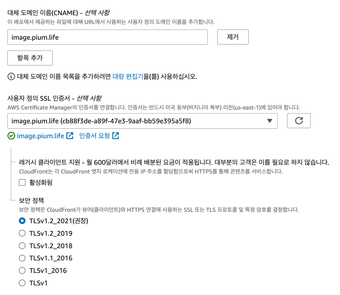 대체 도메인 이름(CNAME) - 선택 사항
이 배포에서 제공하는 파일에 대해 URL에서 사용하는 사용자 정의 도메인 이름을 추가합니다.
image.pium.life
제거
항목 추가
대체 도메인 이름 목록을 추가하려면 대량 편집기을(를) 사용하십시오.
사용자 정의 SSL 인증서 - 선택 사항
AWS Certificate Manager의 인증서를 연결합니다. 인증서는 반드시 미국 동부(버지니아 북부) 리전(us-east-1)에 있어야 합니다.
image.pium.life (cb88f3de-a89f-47e3-9aaf-bb59e395a5f8)
image.pium.life 인증서 요청
레거시 클라이언트 지원 - 월 600달러에서 비례 배분된 요금이 적용됩니다. 대부분의 고객은 이를 필요로 하지 않습니다.
CloudFront는 각 CloudFront 엣지 로케이션에 전용 IP 주소를 할당함으로써 HTTPS를 통해 콘텐츠를 서비스합니다.
활성화됨
보안 정책
보안 정책은 CloudFront가 뷰어(클라이언트)와 HTTPS 연결에 사용하는 SSL 또는 TLS 프로토콜 및 특정 암호를 결정합니다.
TLSv1.2_2021(권장)
TLSv1.2_2019
TLSv1.2_2018
TLSv1.1_2016
TLSv1_2016
TLSv1